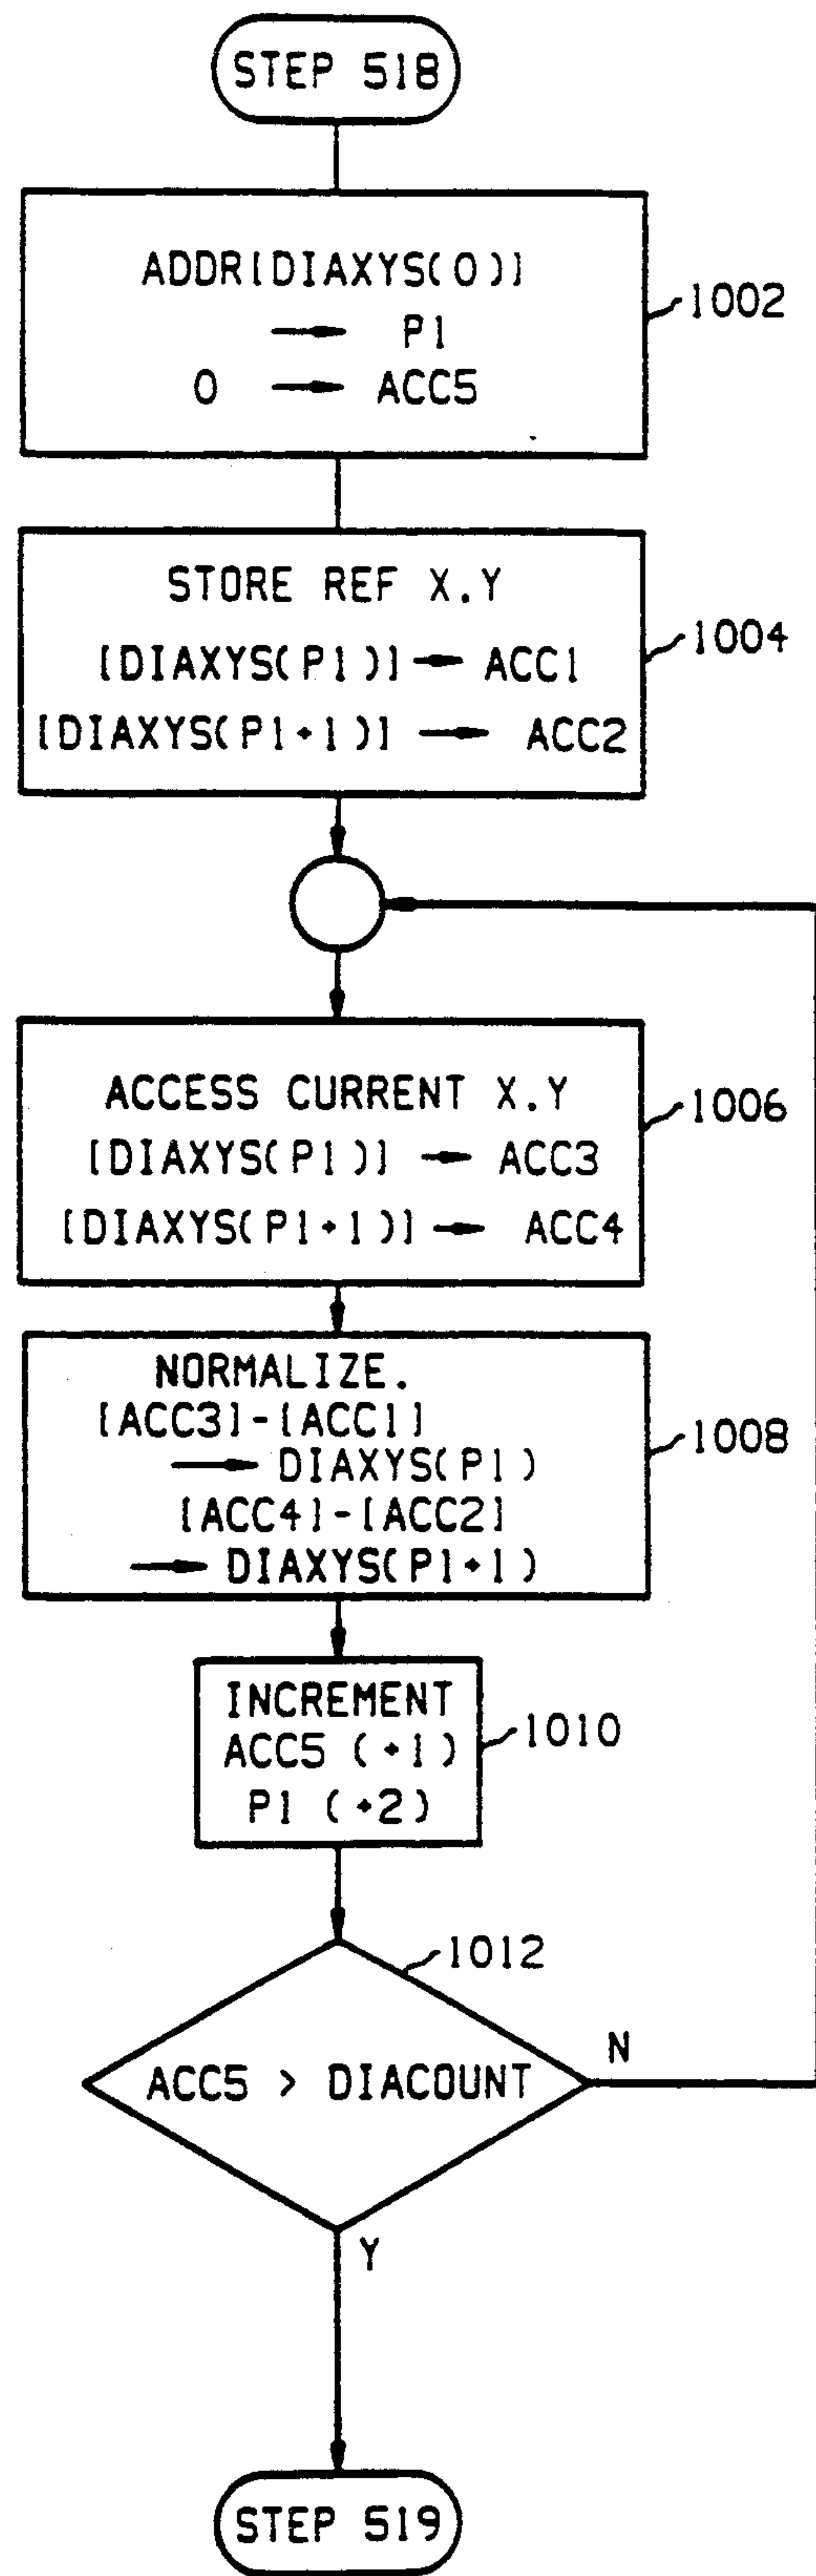 STEP 518
ADDR[DIAXYS(0)]
→ P1
0 → ACC5
1002
STORE REF X.Y
[DIAXYS(P1)] → ACC1
[DIAXYS(P1+1)] → ACC2
1004
ACCESS CURRENT X.Y
[DIAXYS(P1)] → ACC3
[DIAXYS(P1+1)] → ACC4
1006
NORMALIZE.
[ACC3]-[ACC1]
→ DIAXYS(P1)
[ACC4]-[ACC2]
→ DIAXYS(P1+1)
1008
INCREMENT
ACC5 (+1)
P1 (+2)
1010
1012
ACC5 > DIACOUNT
N
Y
STEP 519